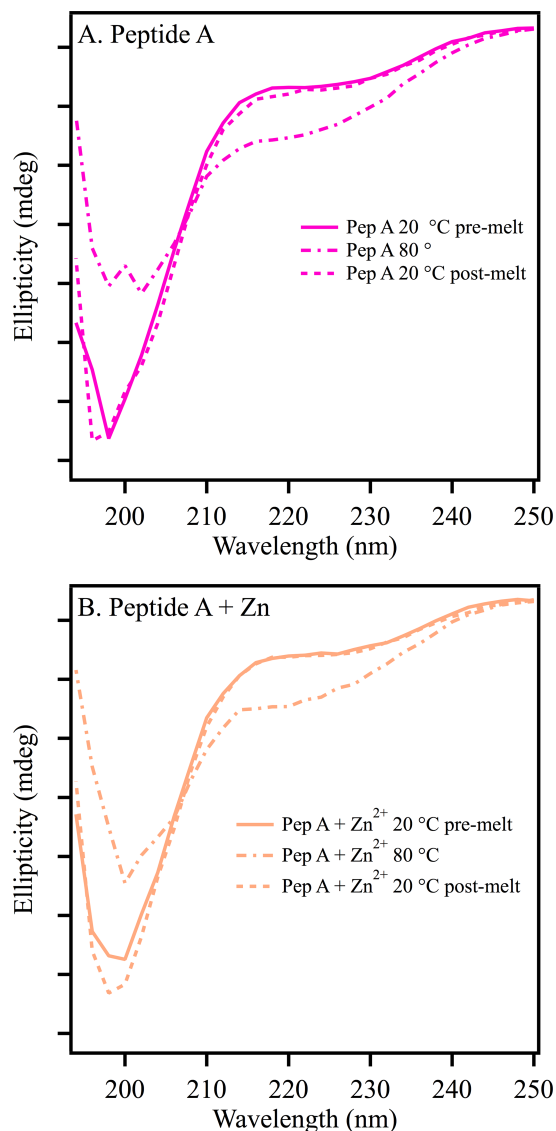 A. Peptide A
Ellipticity (mdeg)
Pep A 20 °C pre-melt
Pep A 80 °
Pep A 20 °C post-melt
200 210 220 230 240 250
Wavelength (nm)
B. Peptide A + Zn
Ellipticity (mdeg)
Pep A + Zn²⁺ 20 °C pre-melt
Pep A + Zn²⁺ 80 °C
Pep A + Zn²⁺ 20 °C post-melt
200 210 220 230 240 250
Wavelength (nm)